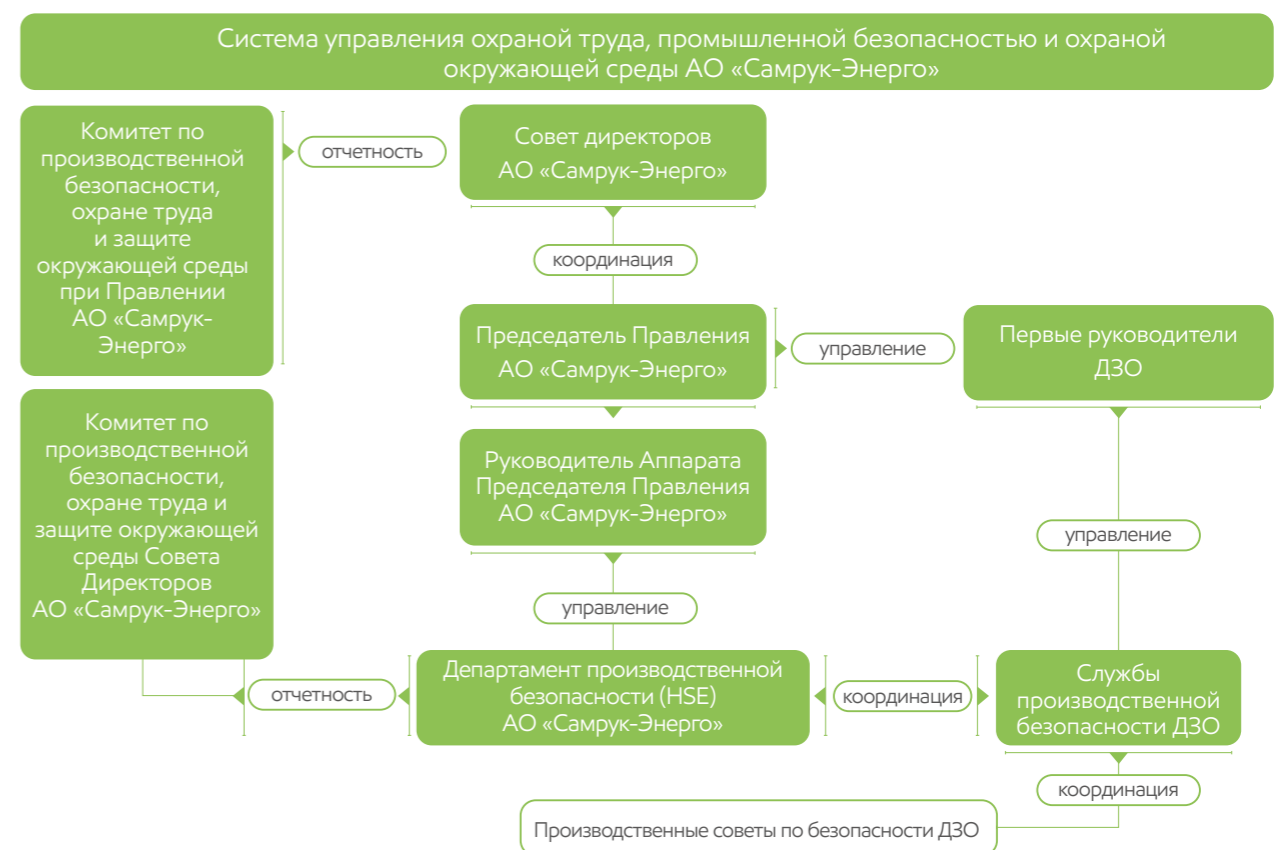 Система управления охраной труда, промышленной безопасностью и охраной
окружающей среды АО «Самрук-Энерго»
Комитет по
производственной
безопасности,
охране труда
и защите
окружающей среды
при Правлении
АО «Самрук-
Энерго»
отчетность
Совет директоров
АО «Самрук-Энерго»
координация
Председатель Правления
АО «Самрук-Энерго»
управление
Первые руководители
ДЗО
Комитет по
производственной
безопасности,
охране труда и
защите окружающей
среды Совета
Директоров
АО «Самрук-Энерго»
Руководитель Аппарата
Председателя Правления
АО «Самрук-Энерго»
управление
управление
отчетность
Департамент производственной
безопасности (HSE)
АО «Самрук-Энерго»
координация
Службы
производственной
безопасности ДЗО
координация
Производственные советы по безопасности ДЗО